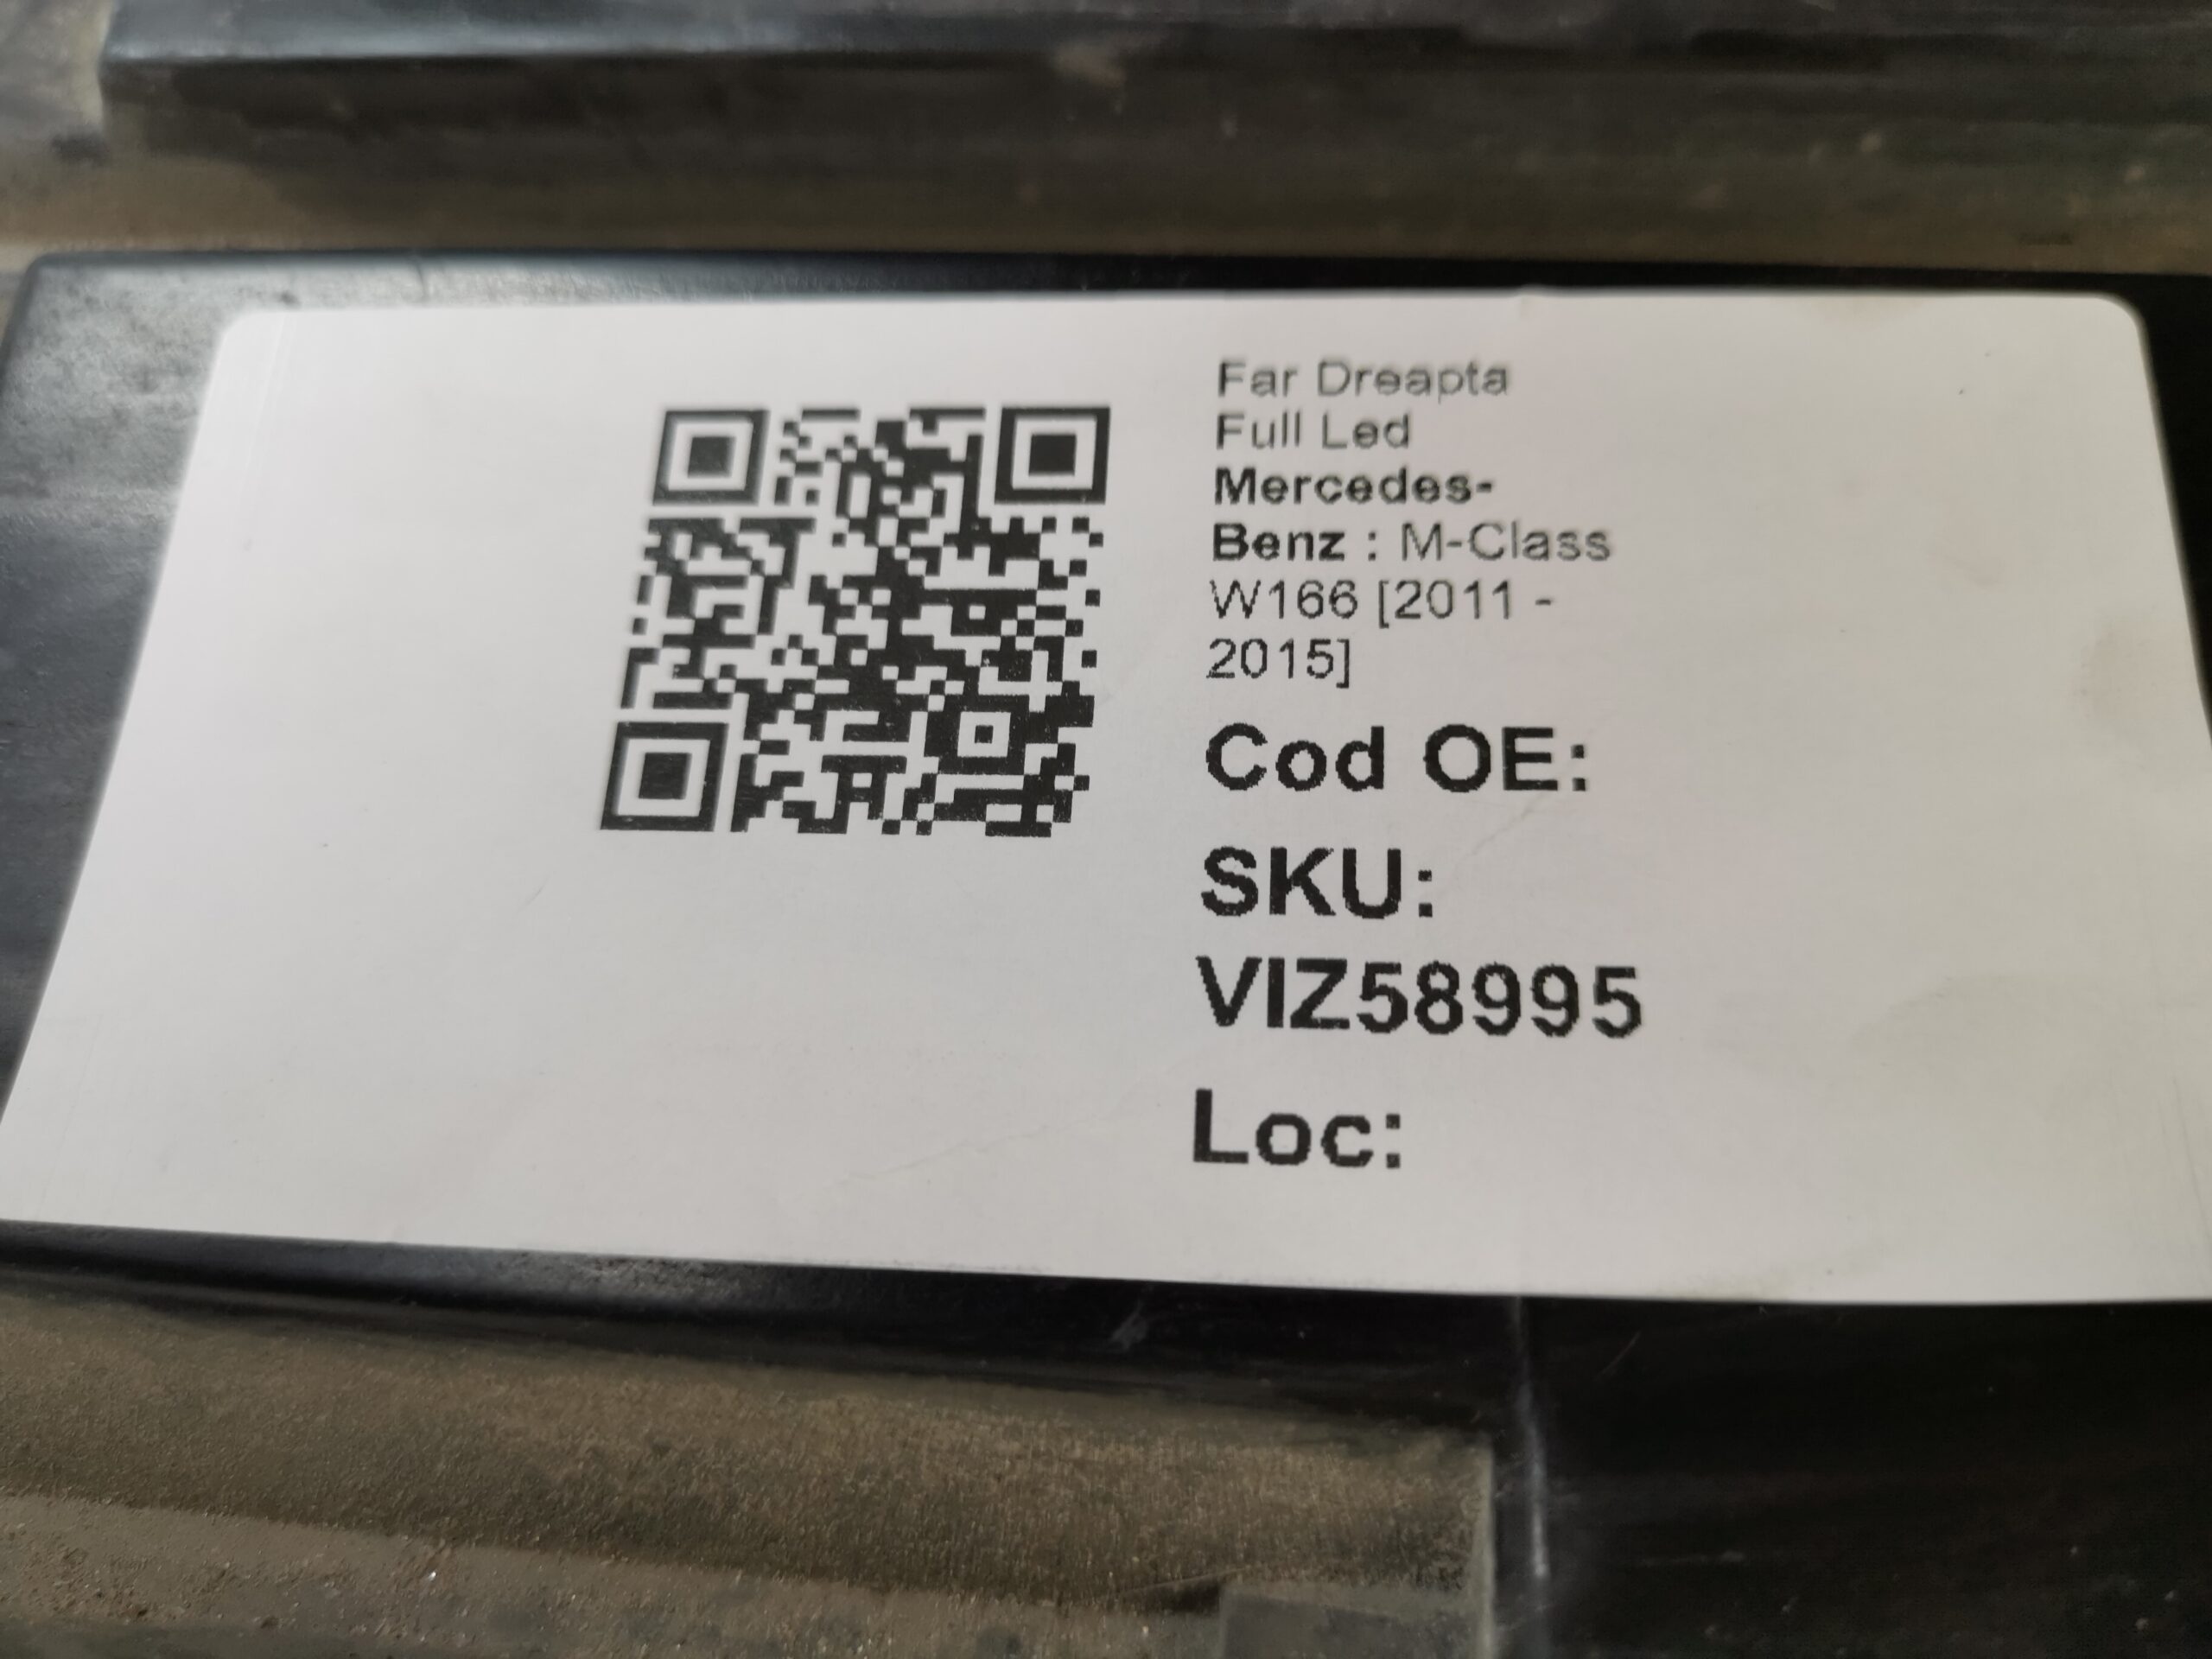 Far Dreapta
Full Led
Mercedes-
Benz : M-Class
W166 [2011 -
2015]
Cod OE:
SKU:
VIZ58995
Loc: